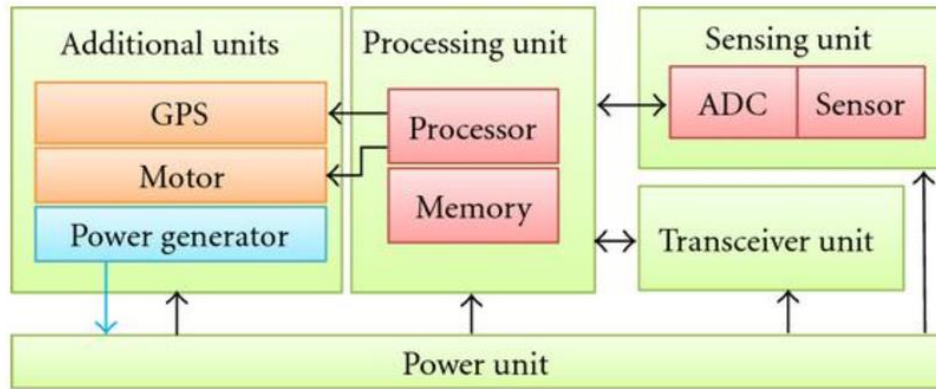 Additional units
GPS
Motor
Power generator
Processing unit
Processor
Memory
Sensing unit
ADC
Sensor
Transceiver unit
Power unit